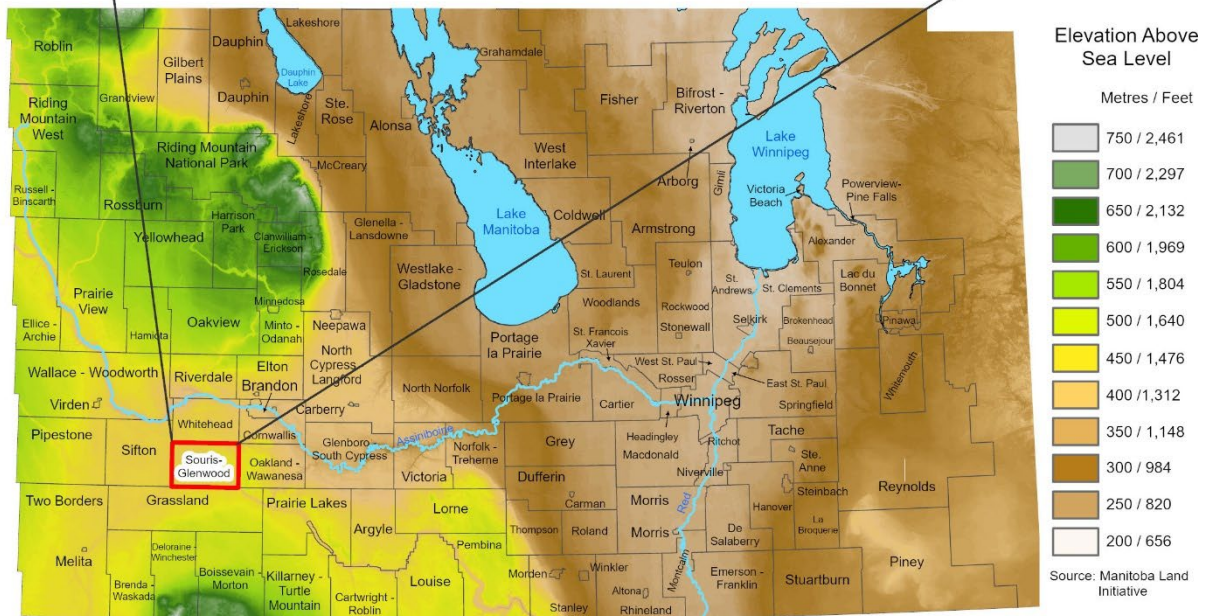 Roblin
Gilbert
Plains
Grandview
Dauphin
Lakeshore
Dauphin
Lake
Dauphin
Lakeshore
Ste.
Rose
Alonsa
Grahamdale
Fisher
Bifrost -
Riverton
Riding
Mountain
West
Riding Mountain
National Park
McCreary
West
Interlake
Arborg
Gimli
Lake
Winnipeg
Victoria
Beach
Powerview-
Pine Falls
Russell -
Binscarth
Rossburn
Harrison
Park
Clanwilliam -
Erickson
Yellowhead
Rosedale
Glenella -
Lansdowne
Lake
Manitoba
Coldwell
Armstrong
Alexander
Westlake -
Gladstone
St. Laurent
Teulon
St.
Andrews
St. Clements
Lac du
Bonnet
Prairie
View
Minnedosa
Woodlands
Rockwood
Stonewall
Selkirk
Brokenhead
Beausejour
Pinawa
Ellice -
Archie
Hamiota
Oakview
Minto -
Odanah
Neepawa
North
Cypress -
Langford
Portage
la Prairie
St. Francois
Xavier
Whitemouth
Wallace - Woodworth
Riverdale
Elton
Brandon
North Norfolk
West St. Paul
Rosser
East St. Paul
Virden
Carberry
Portage la Prairie
Cartier
Winnipeg
Springfield
Whitehead
Cornwallis
Assiniboine
Pipestone
Sifton
Souris-
Glenwood
Oakland -
Wawanesa
Glenboro -
South Cypress
Victoria
Norfolk -
Treherne
Grey
Headingley
Macdonald
Ritchot
Tache
Ste.
Anne
Niverville
Two Borders
Grassland
Prairie Lakes
Lorne
Dufferin
Carman
Morris
Red
Hanover
Steinbach
Reynolds
Argyle
Thompson
Roland
Morris
De
Salaberry
La
Broquerie
Melita
Deloraine -
Winchester
Pembina
Brenda -
Waskada
Boissevain -
Morton
Killarney -
Turtle
Mountain
Cartwright -
Roblin
Louise
Morden
Winkler
Stanley
Altona
Rhineland
Montcalm
Emerson -
Franklin
Stuartburn
Piney
Elevation Above
Sea Level
Metres / Feet
750 / 2,461
700 / 2,297
650 / 2,132
600 / 1,969
550 / 1,804
500 / 1,640
450 / 1,476
400 /1,312
350 / 1,148
300 / 984
250 / 820
200 / 656
Source: Manitoba Land
Initiative